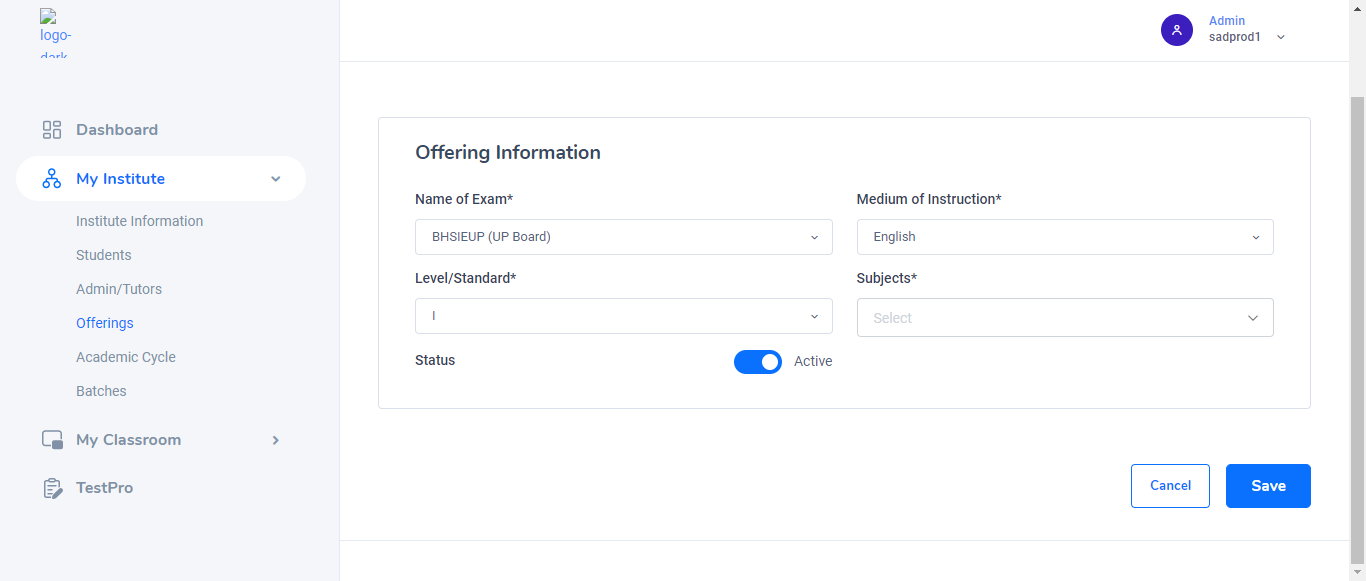 logo-
dark
Admin
sadprod1
Dashboard
My Institute
Institute Information
Students
Admin/Tutors
Offerings
Academic Cycle
Batches
My Classroom
TestPro
Offering Information
Name of Exam*
BHSIEUP (UP Board)
Medium of Instruction*
English
Level/Standard*
I
Subjects*
Select
Status
Active
Cancel
Save